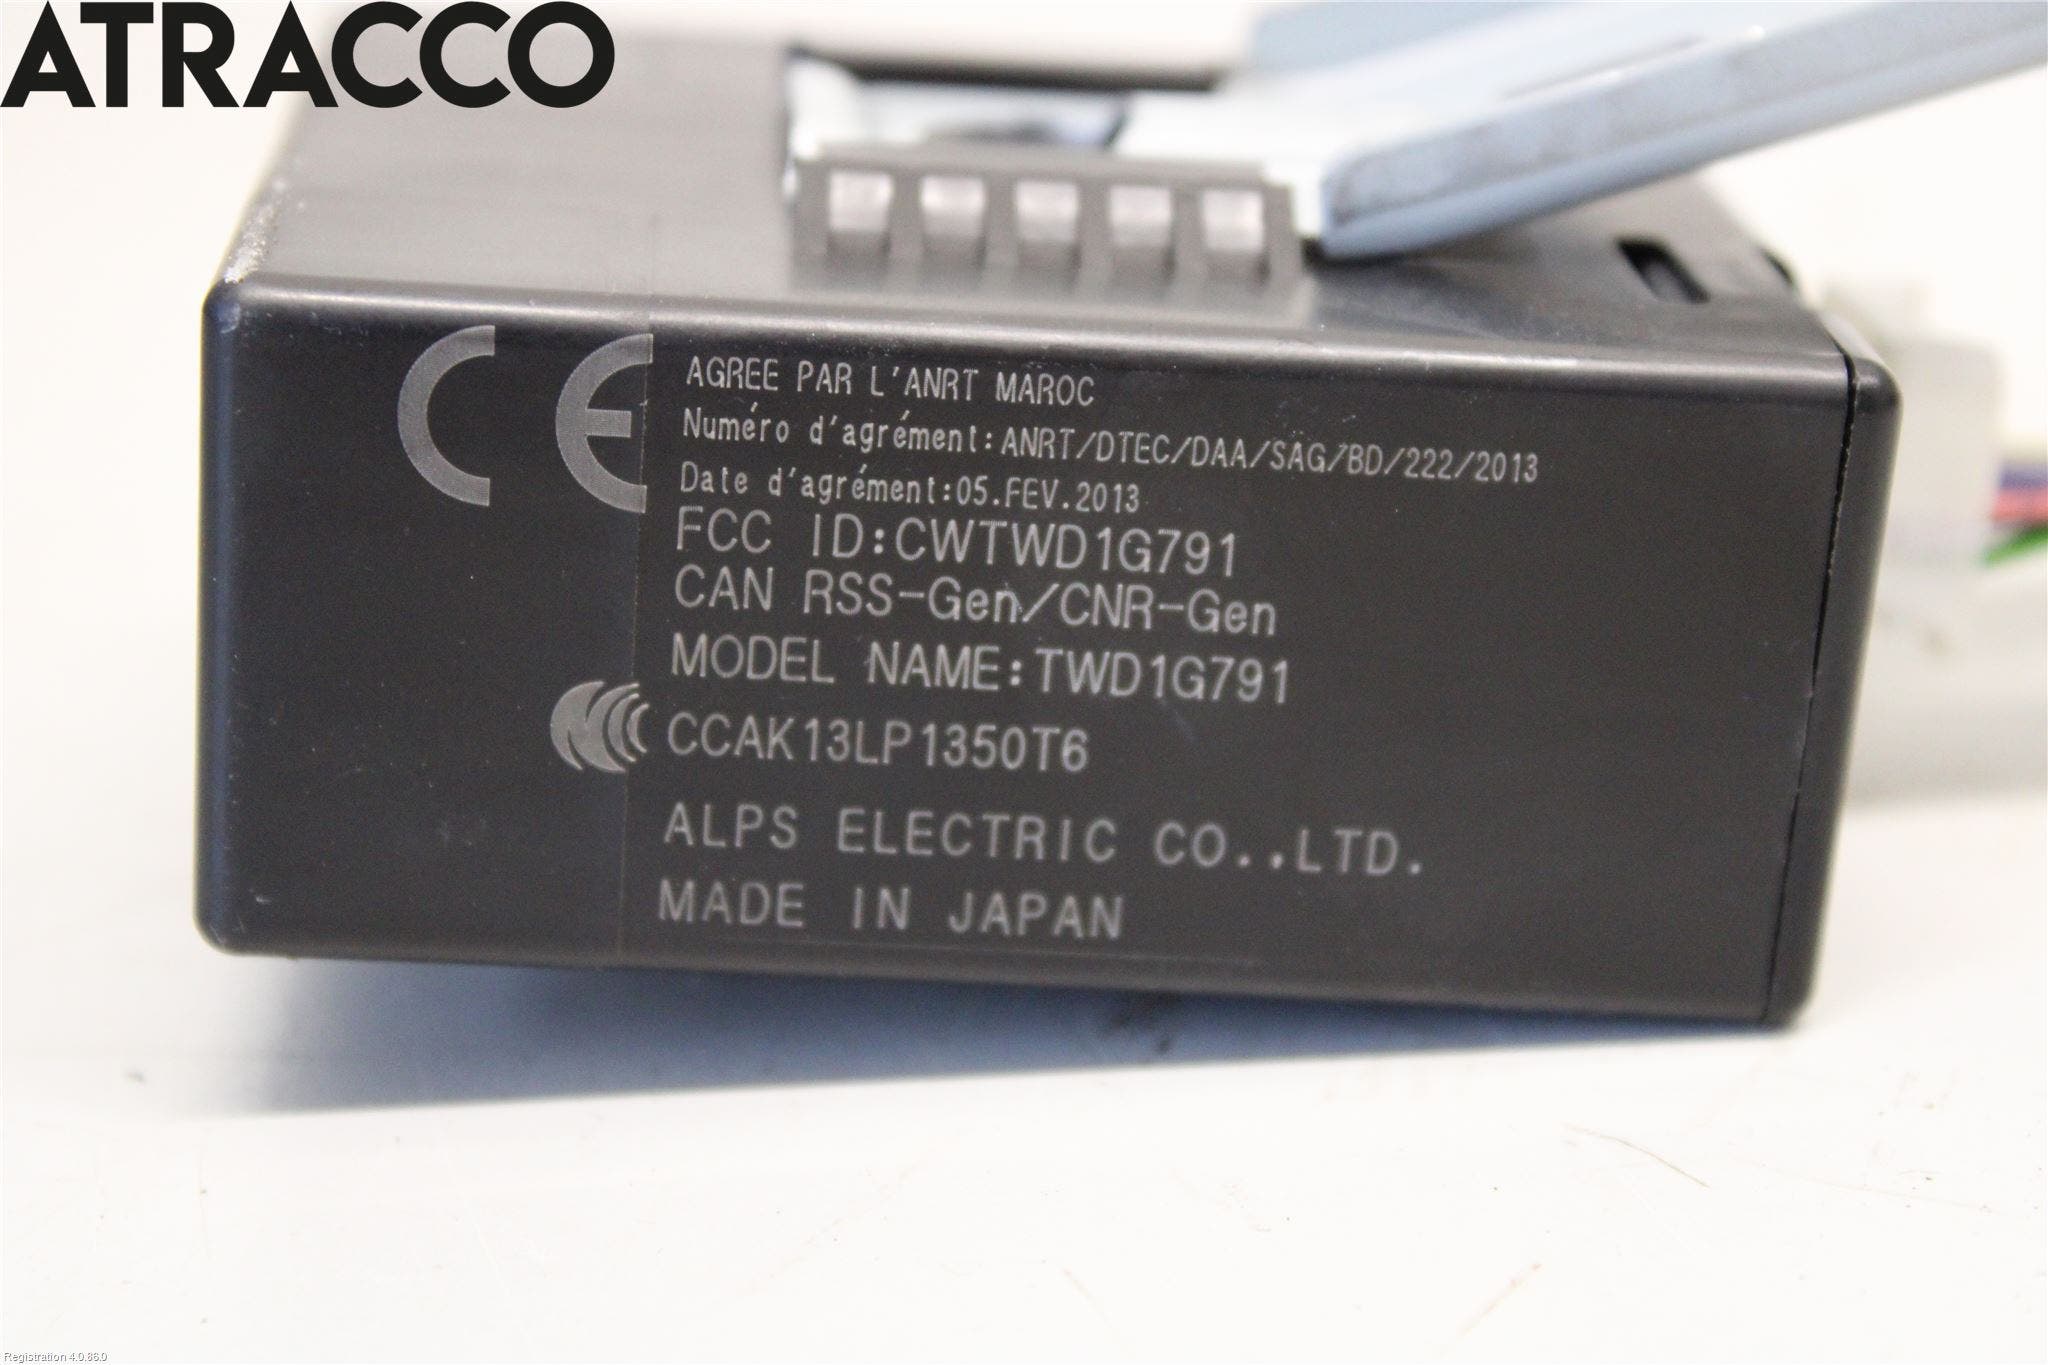 ATRACCO
CE
AGREE PAR L'ANRT MAROC
Numéro d'agrément:ANRT/DTEC/DAA/SAG/BD/222/2013
Date d'agrément:05.FEV.2013
FCC ID:CWTWD1G791
CAN RSS-Gen/CNR-Gen
MODEL NAME:TWD1G791
CCAK13LP1350T6
ALPS ELECTRIC CO.,LTD.
MADE IN JAPAN
Registration 4.0.86.0